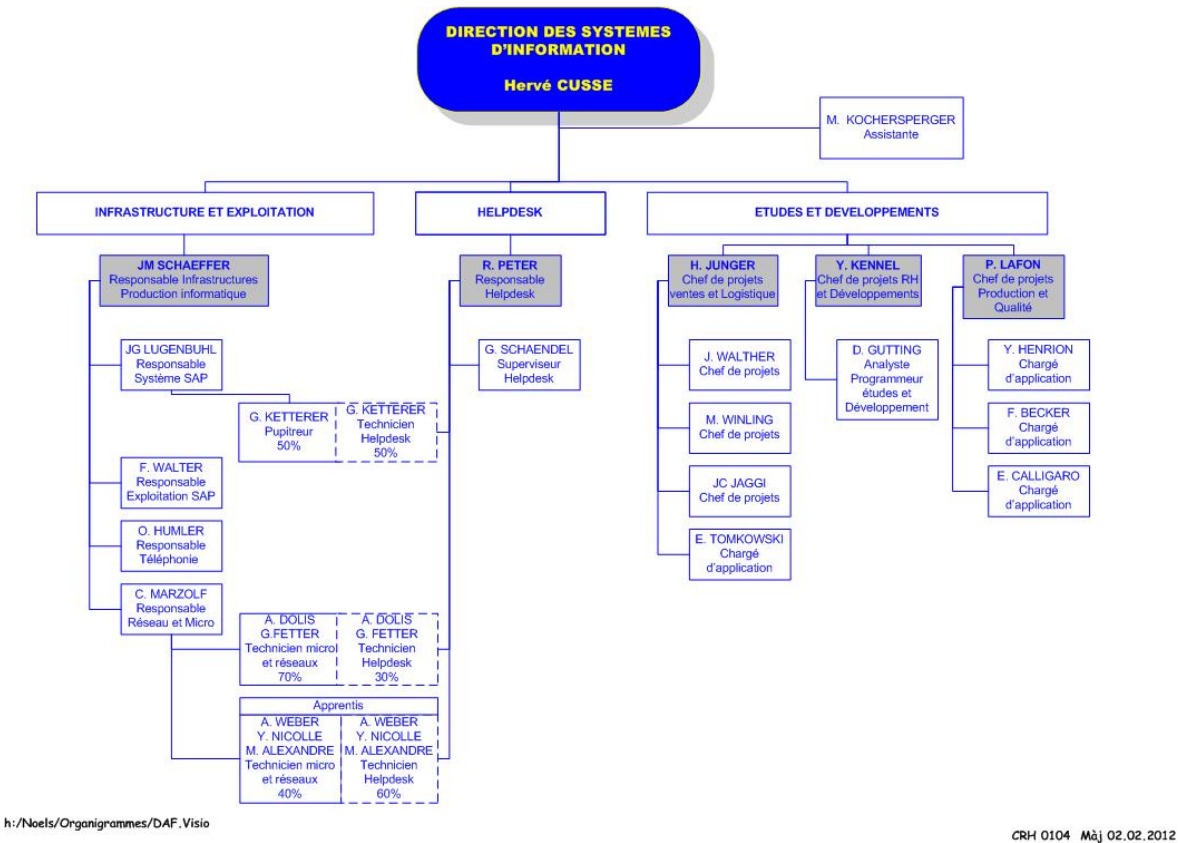 DIRECTION DES SYSTEMES
D'INFORMATION
Hervé CUSSE
M. KOCHERSPERGER
Assistante
INFRASTRUCTURE ET EXPLOITATION
HELPDESK
ETUDES ET DEVELOPPEMENTS
JM SCHAEFFER
Responsable Infrastructures
Production informatique
R. PETER
Responsable
Helpdesk
H. JUNGER
Chef de projets
ventes et Logistique
Y. KENNEL
Chef de projets RH
et Développements
P. LAFON
Chef de projets
Production et
Qualité
JG LUGENBUHL
Responsable
Système SAP
G. SCHAENDEL
Superviseur
Helpdesk
J. WALTHER
Chef de projets
D. GUTTING
Analyste
Programmeur
études et
Développement
Y. HENRION
Chargé
d'application
G. KETTERER
Pupitreur
50%
G. KETTERER
Technicien
Helpdesk
50%
M. WINLING
Chef de projets
F. BECKER
Chargé
d'application
F. WALTER
Responsable
Exploitation SAP
JC JAGGI
Chef de projets
E. CALLIGARO
Chargé
d'application
O. HUMLER
Responsable
Téléphonie
E. TOMKOWSKI
Chargé
d'application
C. MARZOLF
Responsable
Réseau et Micro
A. DOLIS
G.FETTER
Technicien micro
et réseaux
70%
A. DOLIS
G. FETTER
Technicien
Helpdesk
30%
Apprentis
A. WEBER
Y. NICOLLE
M. ALEXANDRE
Technicien micro
et réseaux
40%
A. WEBER
Y. NICOLLE
M. ALEXANDRE
Technicien
Helpdesk
60%
h:/Noels/Organigrammes/DAF.Visio
CRH 0104 Màj 02.02.2012